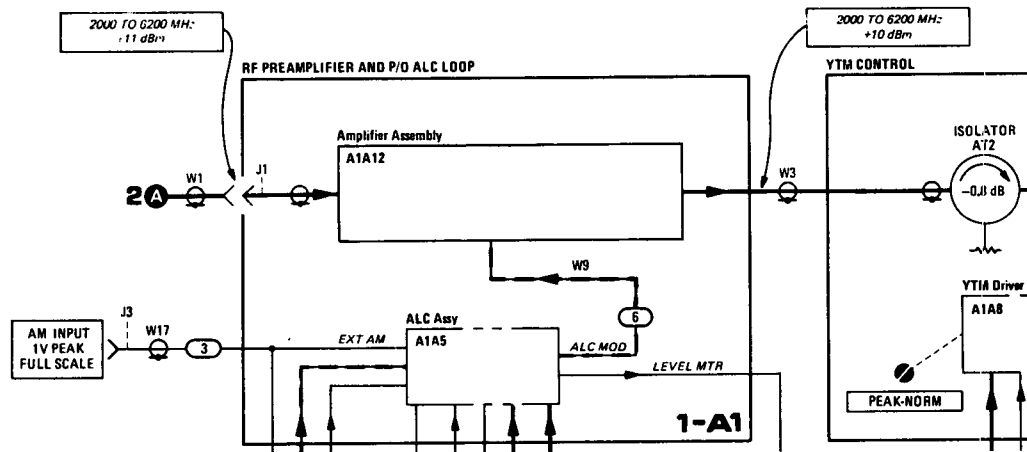 2000 TO 6200 MHz
+11 dBm
2000 TO 6200 MHz
+10 dBm
RF PREAMPLIFIER AND P/O ALC LOOP
YTM CONTROL
Amplifier Assembly
A1A12
ISOLATOR
AT2
-0.8 dB
2 A
W1
J1
W3
W9
6
YTM Driver
A1A8
J3
W17
AM INPUT
1V PEAK
FULL SCALE
3
ALC Assy
A1A5
EXT AM
ALC MOD
LEVEL MTR
PEAK-NORM
1-A1